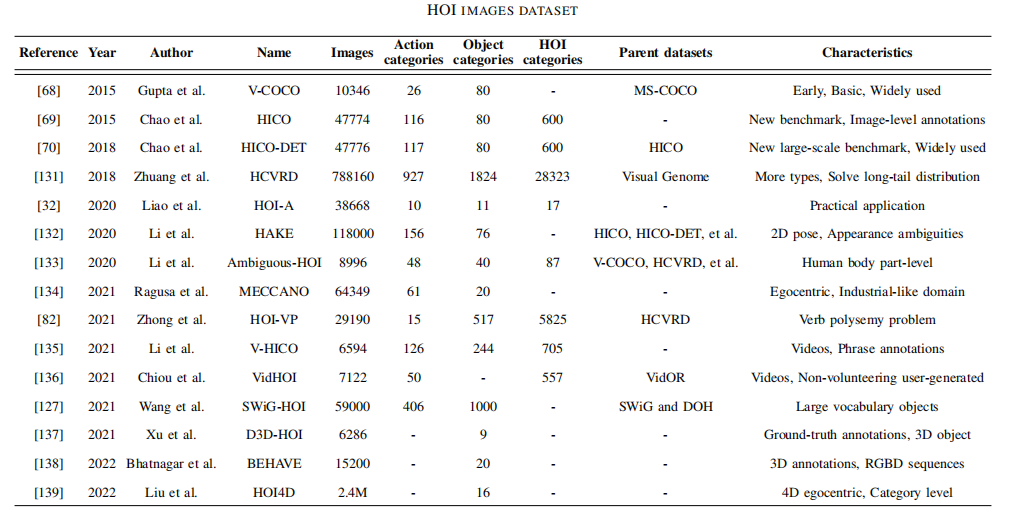 HOI IMAGES DATASET
Reference Year Author Name Images Action categories Object categories HOI categories Parent datasets Characteristics
[68] 2015 Gupta et al. V-COCO 10346 26 80 - MS-COCO Early, Basic, Widely used
[69] 2015 Chao et al. HICO 47774 116 80 600 - New benchmark, Image-level annotations
[70] 2018 Chao et al. HICO-DET 47776 117 80 600 HICO New large-scale benchmark, Widely used
[131] 2018 Zhuang et al. HCVRD 788160 927 1824 28323 Visual Genome More types, Solve long-tail distribution
[32] 2020 Liao et al. HOI-A 38668 10 11 17 - Practical application
[132] 2020 Li et al. HAKE 118000 156 76 - HICO, HICO-DET, et al. 2D pose, Appearance ambiguities
[133] 2020 Li et al. Ambiguous-HOI 8996 48 40 87 V-COCO, HCVRD, et al. Human body part-level
[134] 2021 Ragusa et al. MECCANO 64349 61 20 - - Egocentric, Industrial-like domain
[82] 2021 Zhong et al. HOI-VP 29190 15 517 5825 HCVRD Verb polysemy problem
[135] 2021 Li et al. V-HICO 6594 126 244 705 - Videos, Phrase annotations
[136] 2021 Chiou et al. VidHOI 7122 50 - 557 VidOR Videos, Non-volunteering user-generated
[127] 2021 Wang et al. SWiG-HOI 59000 406 1000 - SWiG and DOH Large vocabulary objects
[137] 2021 Xu et al. D3D-HOI 6286 - 9 - - Ground-truth annotations, 3D object
[138] 2022 Bhatnagar et al. BEHAVE 15200 - 20 - - 3D annotations, RGBD sequences
[139] 2022 Liu et al. HOI4D 2.4M - 16 - - 4D egocentric, Category level